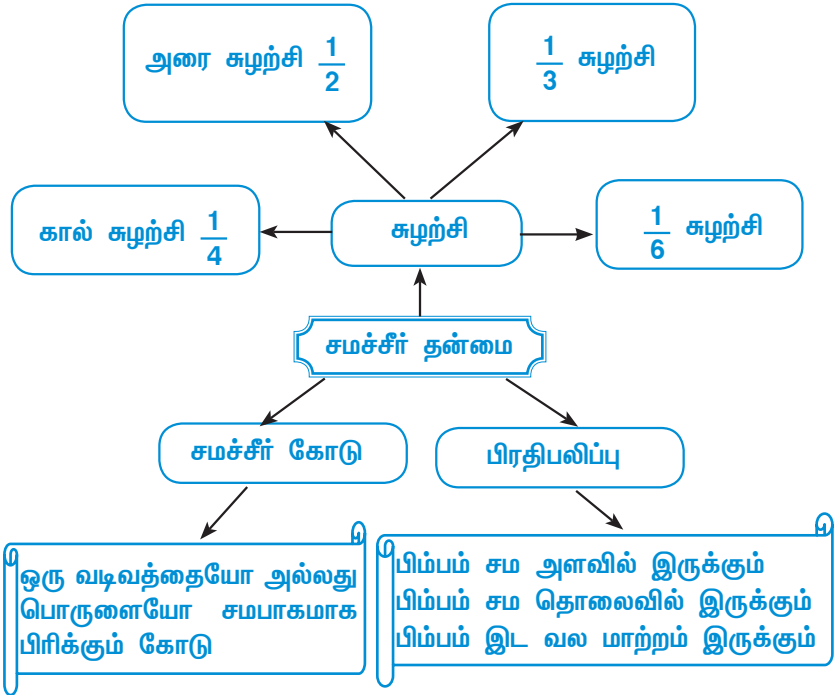 அரை சுழற்சி 1/2
1/3 சுழற்சி
கால் சுழற்சி 1/4
சுழற்சி
1/6 சுழற்சி
சமச்சீர் தன்மை
சமச்சீர் கோடு
பிரதிபலிப்பு
ஒரு வடிவத்தையோ அல்லது
பொருளையோ சமபாகமாக
பிரிக்கும் கோடு
பிம்பம் சம அளவில் இருக்கும்
பிம்பம் சம தொலைவில் இருக்கும்
பிம்பம் இட வல மாற்றம் இருக்கும்